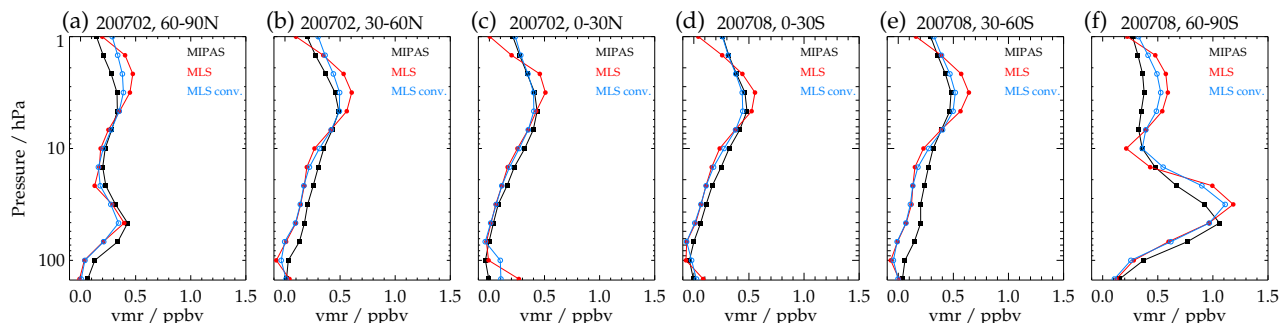 (a) 200702, 60-90N
(b) 200702, 30-60N
(c) 200702, 0-30N
(d) 200708, 0-30S
(e) 200708, 30-60S
(f) 200708, 60-90S
Pressure / hPa
1
10
100
MIPAS
MLS
MLS conv.
MIPAS
MLS
MLS conv.
MIPAS
MLS
MLS conv.
MIPAS
MLS
MLS conv.
MIPAS
MLS
MLS conv.
MIPAS
MLS
MLS conv.
0.0 0.5 1.0 1.5
0.0 0.5 1.0 1.5
0.0 0.5 1.0 1.5
0.0 0.5 1.0 1.5
0.0 0.5 1.0 1.5
0.0 0.5 1.0 1.5
vmr / ppbv
vmr / ppbv
vmr / ppbv
vmr / ppbv
vmr / ppbv
vmr / ppbv